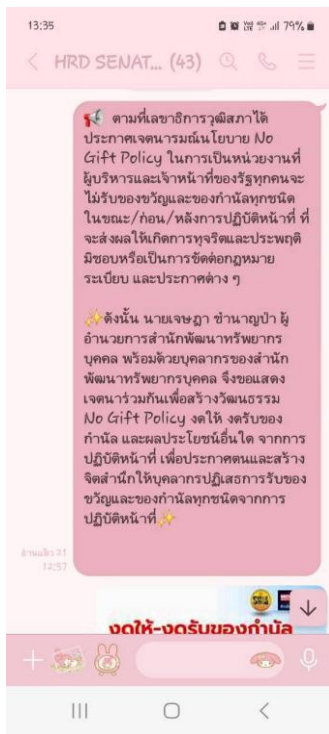 13:35
79%
HRD SENAT... (43)
ตามที่เลขาธิการวุฒิสภาได้
ประกาศเจตนารมณ์นโยบาย No
Gift Policy ในการเป็นหน่วยงานที่
ผู้บริหารและเจ้าหน้าที่ของรัฐทุกคนจะ
ไม่รับของขวัญและของกำนัลทุกชนิด
ในขณะ/ก่อน/หลังการปฏิบัติหน้าที่ ที่
จะส่งผลให้เกิดการทุจริตและประพฤติ
มิชอบหรือเป็นการขัดต่อกฎหมาย
ระเบียบ และประกาศต่าง ๆ
ดังนั้น นายเจษฎา ชำนาญป่า ผู้
อำนวยการสำนักพัฒนาทรัพยากร
บุคคล พร้อมด้วยบุคลากรของสำนัก
พัฒนาทรัพยากรบุคคล จึงขอแสดง
เจตนาร่วมกันเพื่อสร้างวัฒนธรรม
No Gift Policy งดให้ งดรับของ
กำนัล และผลประโยชน์อื่นใด จากการ
ปฏิบัติหน้าที่ เพื่อประกาศตนและสร้าง
จิตสำนึกให้บุคลากรปฏิเสธการรับของ
ขวัญและของกำนัลทุกชนิดจากการ
ปฏิบัติหน้าที่
อ่านแล้ว 31
12:57
งดให้-งดรับของกำนัล